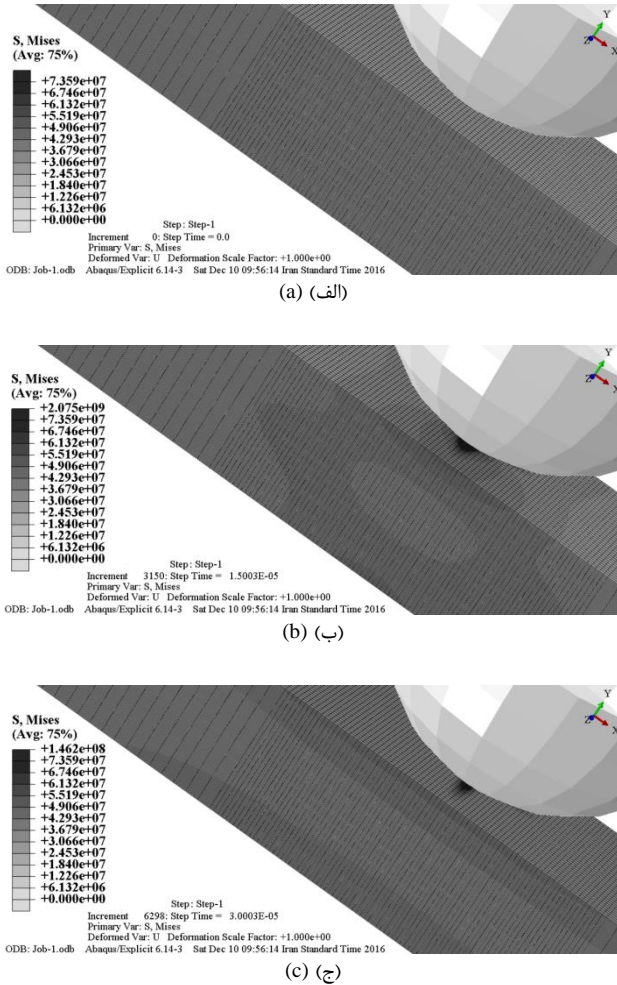 S, Mises
(Avg: 75%)
+7.359e+07
+6.746e+07
+6.132e+07
+5.519e+07
+4.906e+07
+4.293e+07
+3.679e+07
+3.066e+07
+2.453e+07
+1.840e+07
+1.226e+07
+6.132e+06
+0.000e+00
Y
Z
X
Step: Step-1
Increment 0: Step Time = 0.0
Primary Var: S, Mises
Deformed Var: U Deformation Scale Factor: +1.000e+00
ODB: Job-1.odb Abaqus/Explicit 6.14-3 Sat Dec 10 09:56:14 Iran Standard Time 2016
(a) (الف)
S, Mises
(Avg: 75%)
+2.075e+09
+7.359e+07
+6.746e+07
+6.132e+07
+5.519e+07
+4.906e+07
+4.293e+07
+3.679e+07
+3.066e+07
+2.453e+07
+1.840e+07
+1.226e+07
+6.132e+06
+0.000e+00
Y
Z
X
Step: Step-1
Increment 3150: Step Time = 1.5003E-05
Primary Var: S, Mises
Deformed Var: U Deformation Scale Factor: +1.000e+00
ODB: Job-1.odb Abaqus/Explicit 6.14-3 Sat Dec 10 09:56:14 Iran Standard Time 2016
(b) (ب)
S, Mises
(Avg: 75%)
+1.462e+08
+7.359e+07
+6.746e+07
+6.132e+07
+5.519e+07
+4.906e+07
+4.293e+07
+3.679e+07
+3.066e+07
+2.453e+07
+1.840e+07
+1.226e+07
+6.132e+06
+0.000e+00
Y
Z
X
Step: Step-1
Increment 6298: Step Time = 3.0003E-05
Primary Var: S, Mises
Deformed Var: U Deformation Scale Factor: +1.000e+00
ODB: Job-1.odb Abaqus/Explicit 6.14-3 Sat Dec 10 09:56:14 Iran Standard Time 2016
(c) (ج)